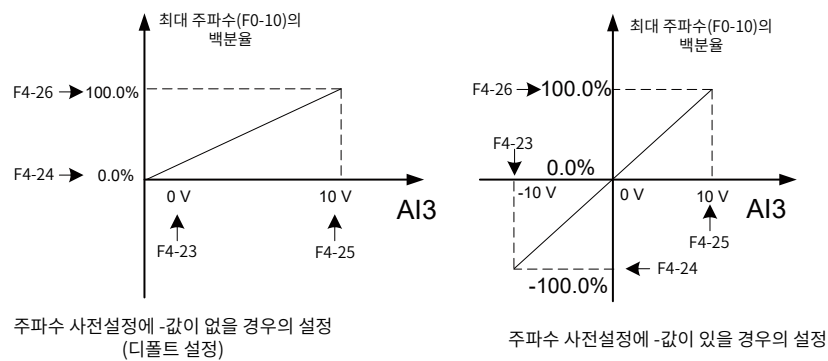 최대 주파수(F0-10)의
백분율
F4-26
100.0%
F4-24
0.0%
0 V
10 V
AI3
F4-23
F4-25
주파수 사전설정에 -값이 없을 경우의 설정
(디폴트 설정)
최대 주파수(F0-10)의
백분율
F4-26
100.0%
F4-23
0.0%
-10 V
0 V
10 V
AI3
F4-25
F4-24
-100.0%
주파수 사전설정에 -값이 있을 경우의 설정